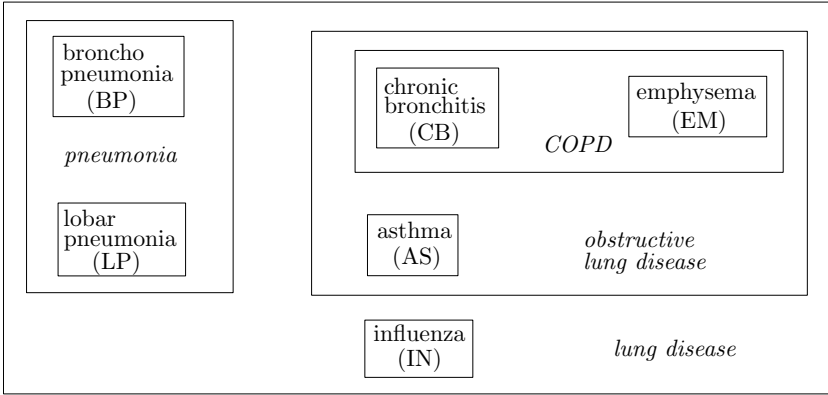 broncho
pneumonia
(BP)
pneumonia
lobar
pneumonia
(LP)
chronic
bronchitis
(CB)
emphysema
(EM)
COPD
asthma
(AS)
obstructive
lung disease
influenza
(IN)
lung disease